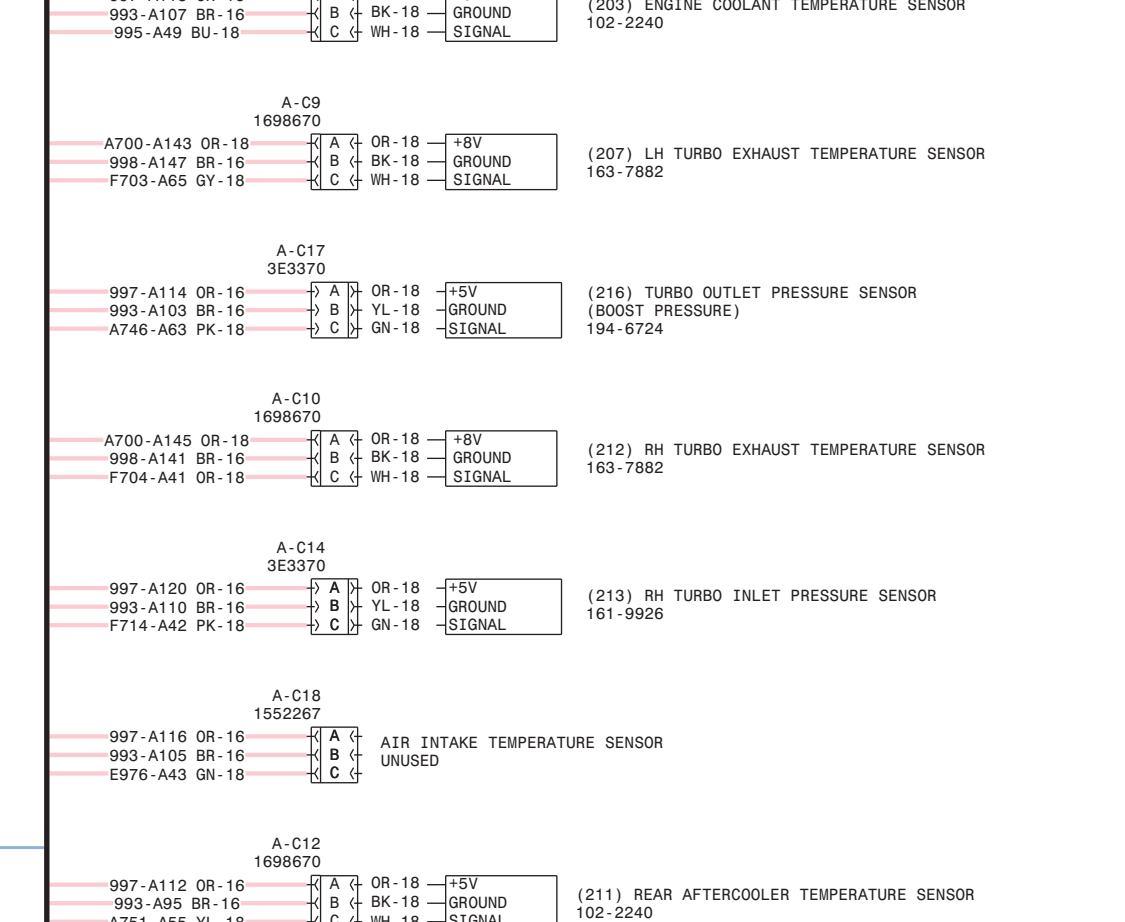 993-A107 BR-16 B BK-18 GROUND
(203) ENGINE COOLANT TEMPERATURE SENSOR
102-2240
995-A49 BU-18 C WH-18 SIGNAL
A-C9
1698670
A700-A143 OR-18 A OR-18 +8V
998-A147 BR-16 B BK-18 GROUND
F703-A65 GY-18 C WH-18 SIGNAL
(207) LH TURBO EXHAUST TEMPERATURE SENSOR
163-7882
A-C17
3E3370
997-A114 OR-16 A OR-18 +5V
993-A103 BR-16 B YL-18 GROUND
A746-A63 PK-18 C GN-18 SIGNAL
(216) TURBO OUTLET PRESSURE SENSOR
(BOOST PRESSURE)
194-6724
A-C10
1698670
A700-A145 OR-18 A OR-18 +8V
998-A141 BR-16 B BK-18 GROUND
F704-A41 OR-18 C WH-18 SIGNAL
(212) RH TURBO EXHAUST TEMPERATURE SENSOR
163-7882
A-C14
3E3370
997-A120 OR-16 A OR-18 +5V
993-A110 BR-16 B YL-18 GROUND
F714-A42 PK-18 C GN-18 SIGNAL
(213) RH TURBO INLET PRESSURE SENSOR
161-9926
A-C18
1552267
997-A116 OR-16 A
993-A105 BR-16 B
E976-A43 GN-18 C
AIR INTAKE TEMPERATURE SENSOR
UNUSED
A-C12
1698670
997-A112 OR-16 A OR-18 +5V
993-A95 BR-16 B BK-18 GROUND
A751-A55 YL-18 C WH-18 SIGNAL
(211) REAR AFTERCOOLER TEMPERATURE SENSOR
102-2240